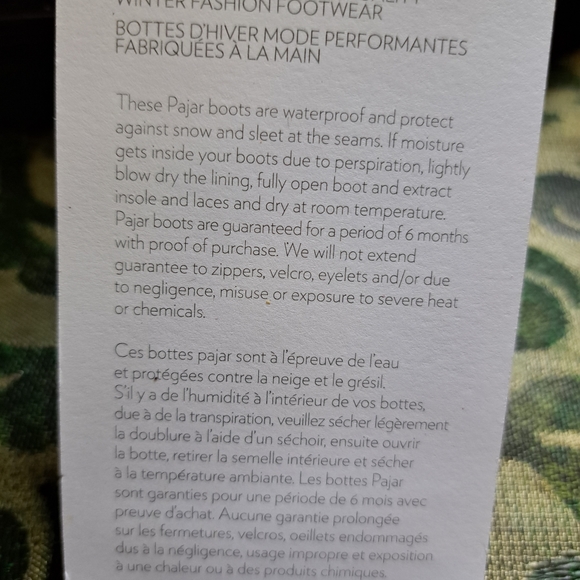 WINTER FASHION FOOTWEAR
BOTTES D'HIVER MODE PERFORMANTES
FABRIQUÉES À LA MAIN
These Pajar boots are waterproof and protect
against snow and sleet at the seams. If moisture
gets inside your boots due to perspiration, lightly
blow dry the lining, fully open boot and extract
insole and laces and dry at room temperature.
Pajar boots are guaranteed for a period of 6 months
with proof of purchase. We will not extend
guarantee to zippers, velcro, eyelets and/or due
to negligence, misuse or exposure to severe heat
or chemicals.
Ces bottes pajar sont à l'épreuve de l'eau
et protégées contre la neige et le grésil.
S'il y a de l'humidité à l'intérieur de vos bottes,
due à de la transpiration, veuillez sécher légèrement
la doublure à l'aide d'un séchoir, ensuite ouvrir
la botte, retirer la semelle intérieure et sécher
à la température ambiante. Les bottes Pajar
sont garanties pour une période de 6 mois avec
preuve d'achat. Aucune garantie prolongée
sur les fermetures, velcros, oeillets endommagés
dus à la négligence, usage impropre et exposition
à une chaleur ou à des produits chimiques.